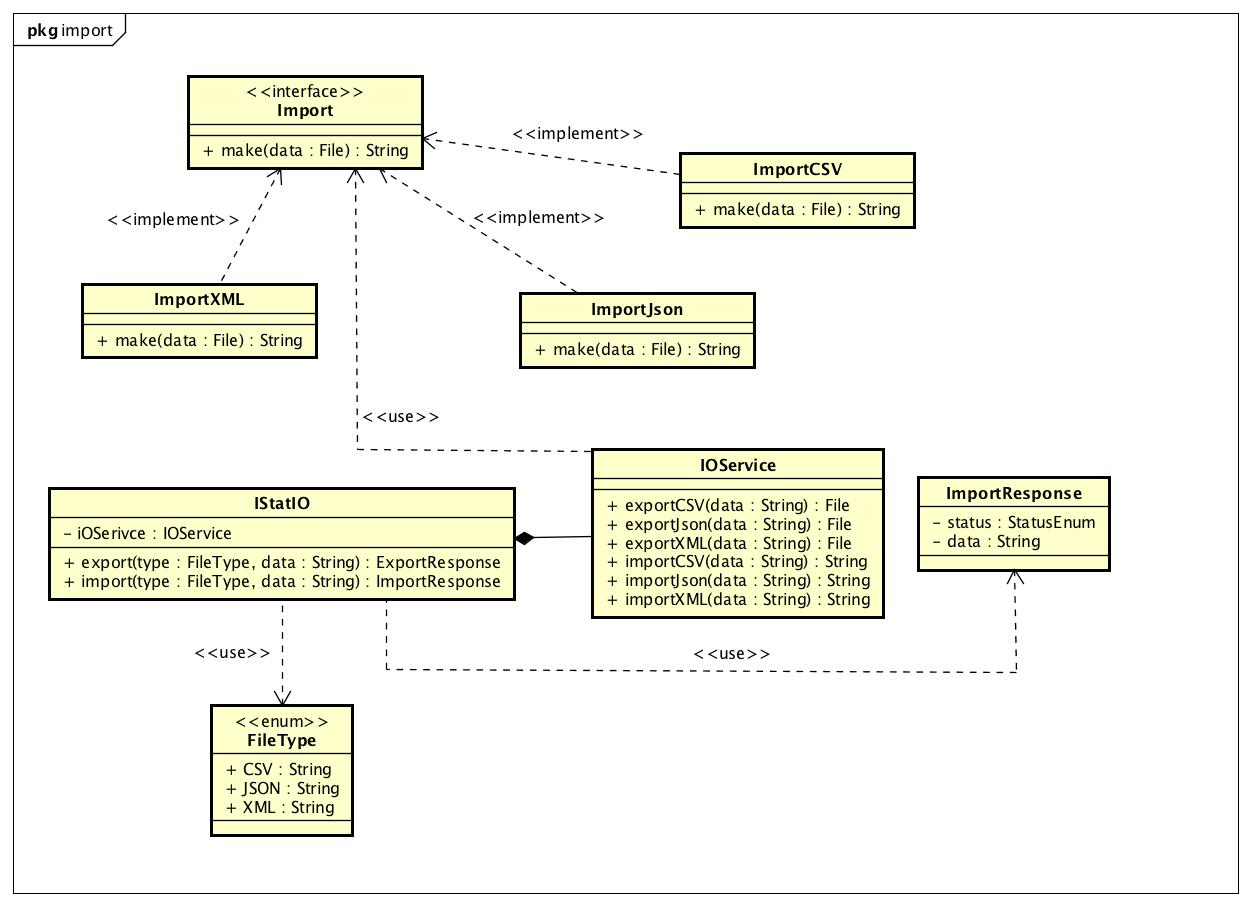 pkg import
<<interface>>
Import
+ make(data : File) : String
<<implement>>
ImportCSV
+ make(data : File) : String
<<implement>>
<<implement>>
ImportXML
+ make(data : File) : String
ImportJson
+ make(data : File) : String
<<use>>
IOService
+ exportCSV(data : String) : File
+ exportJson(data : String) : File
+ exportXML(data : String) : File
+ importCSV(data : String) : String
+ importJson(data : String) : String
+ importXML(data : String) : String
ImportResponse
- status : StatusEnum
- data : String
IStatIO
- iOSerivce : IOService
+ export(type : FileType, data : String) : ExportResponse
+ import(type : FileType, data : String) : ImportResponse
<<use>>
<<use>>
<<enum>>
FileType
+ CSV : String
+ JSON : String
+ XML : String